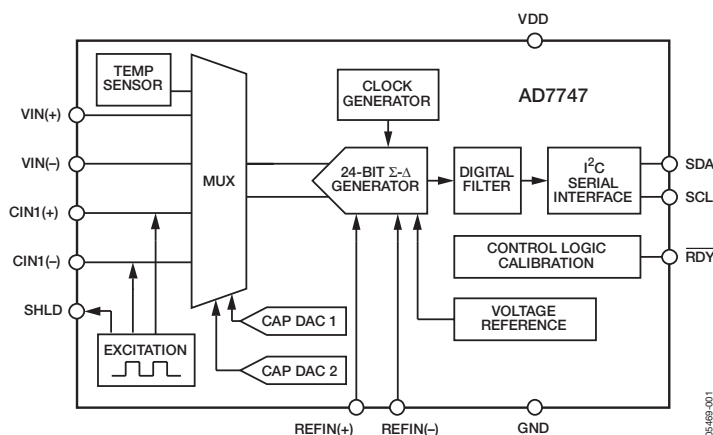 VDD
TEMP
SENSOR
CLOCK
GENERATOR
AD7747
VIN(+)
VIN(–)
MUX
24-BIT Σ-Δ
GENERATOR
DIGITAL
FILTER
I2C
SERIAL
INTERFACE
SDA
SCL
CIN1(+)
CIN1(–)
CONTROL LOGIC
CALIBRATION
RDY
SHLD
EXCITATION
CAP DAC 1
CAP DAC 2
VOLTAGE
REFERENCE
REFIN(+)
REFIN(–)
GND
05469-001